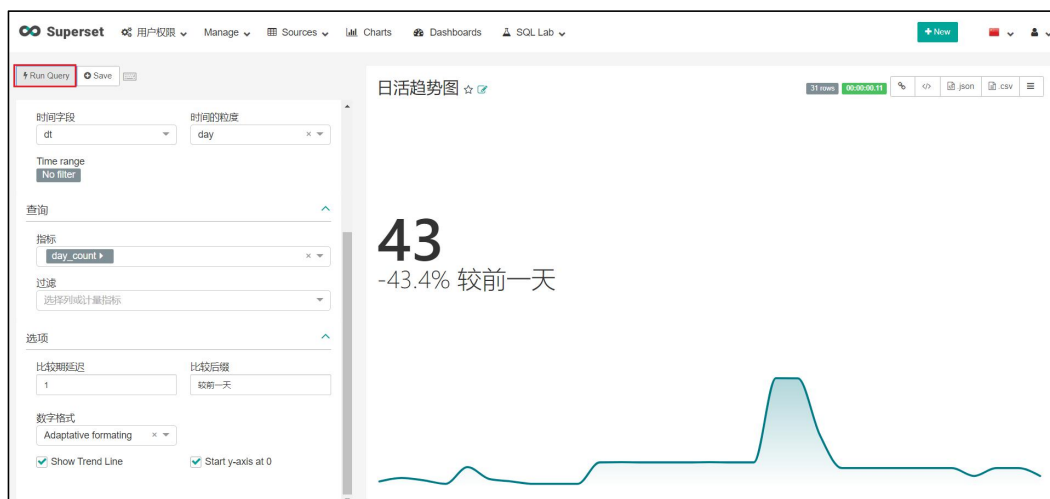 Superset 用户权限 Manage Sources Charts Dashboards SQL Lab + New
Run Query Save
日活趋势图
31 rows 00:00:00.11 .json .csv
时间字段 时间的粒度
dt day
Time range
No filter
查询
指标
day_count
过滤
选择列或计量指标
43
-43.4% 较前一天
选项
比较期延迟 比较后缀
1 较前一天
数字格式
Adaptative formating
Show Trend Line Start y-axis at 0